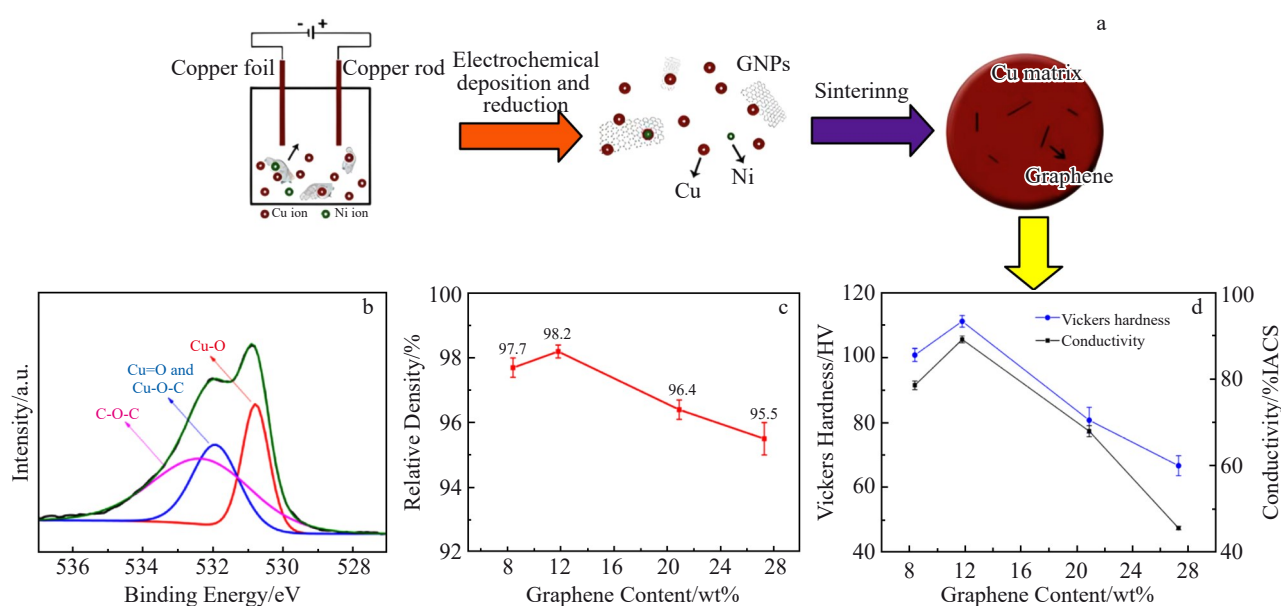 - +
a
Copper foil
Copper rod
Electrochemical
deposition and
reduction
GNPs
Cu
Ni
Sinterinng
Cu matrix
Graphene
Cu ion
Ni ion
b
Cu-O
Cu=O and
Cu-O-C
C-O-C
Intensity/a.u.
536 534 532 530 528
Binding Energy/eV
c
100
98
96
94
92
97.7
98.2
96.4
95.5
Relative Density/%
8 12 16 20 24 28
Graphene Content/wt%
d
120
100
80
60
40
Vickers hardness
Conductivity
Vickers Hardness/HV
100
80
60
40
Conductivity/%IACS
8 12 16 20 24 28
Graphene Content/wt%